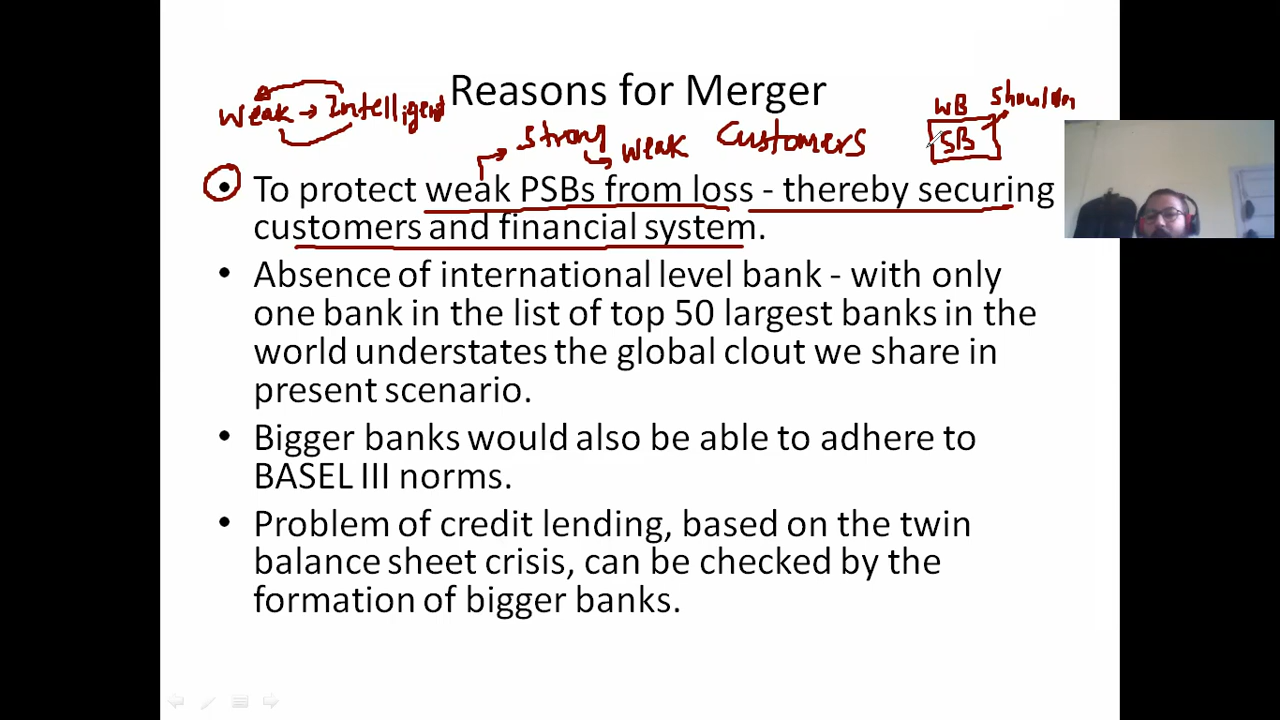 Reasons for Merger
Weak → Intelligent
WB
SB
Strong
weak
Customers
• To protect weak PSBs from loss - thereby securing
customers and financial system.
• Absence of international level bank - with only
one bank in the list of top 50 largest banks in the
world understates the global clout we share in
present scenario.
• Bigger banks would also be able to adhere to
BASEL III norms.
• Problem of credit lending, based on the twin
balance sheet crisis, can be checked by the
formation of bigger banks.